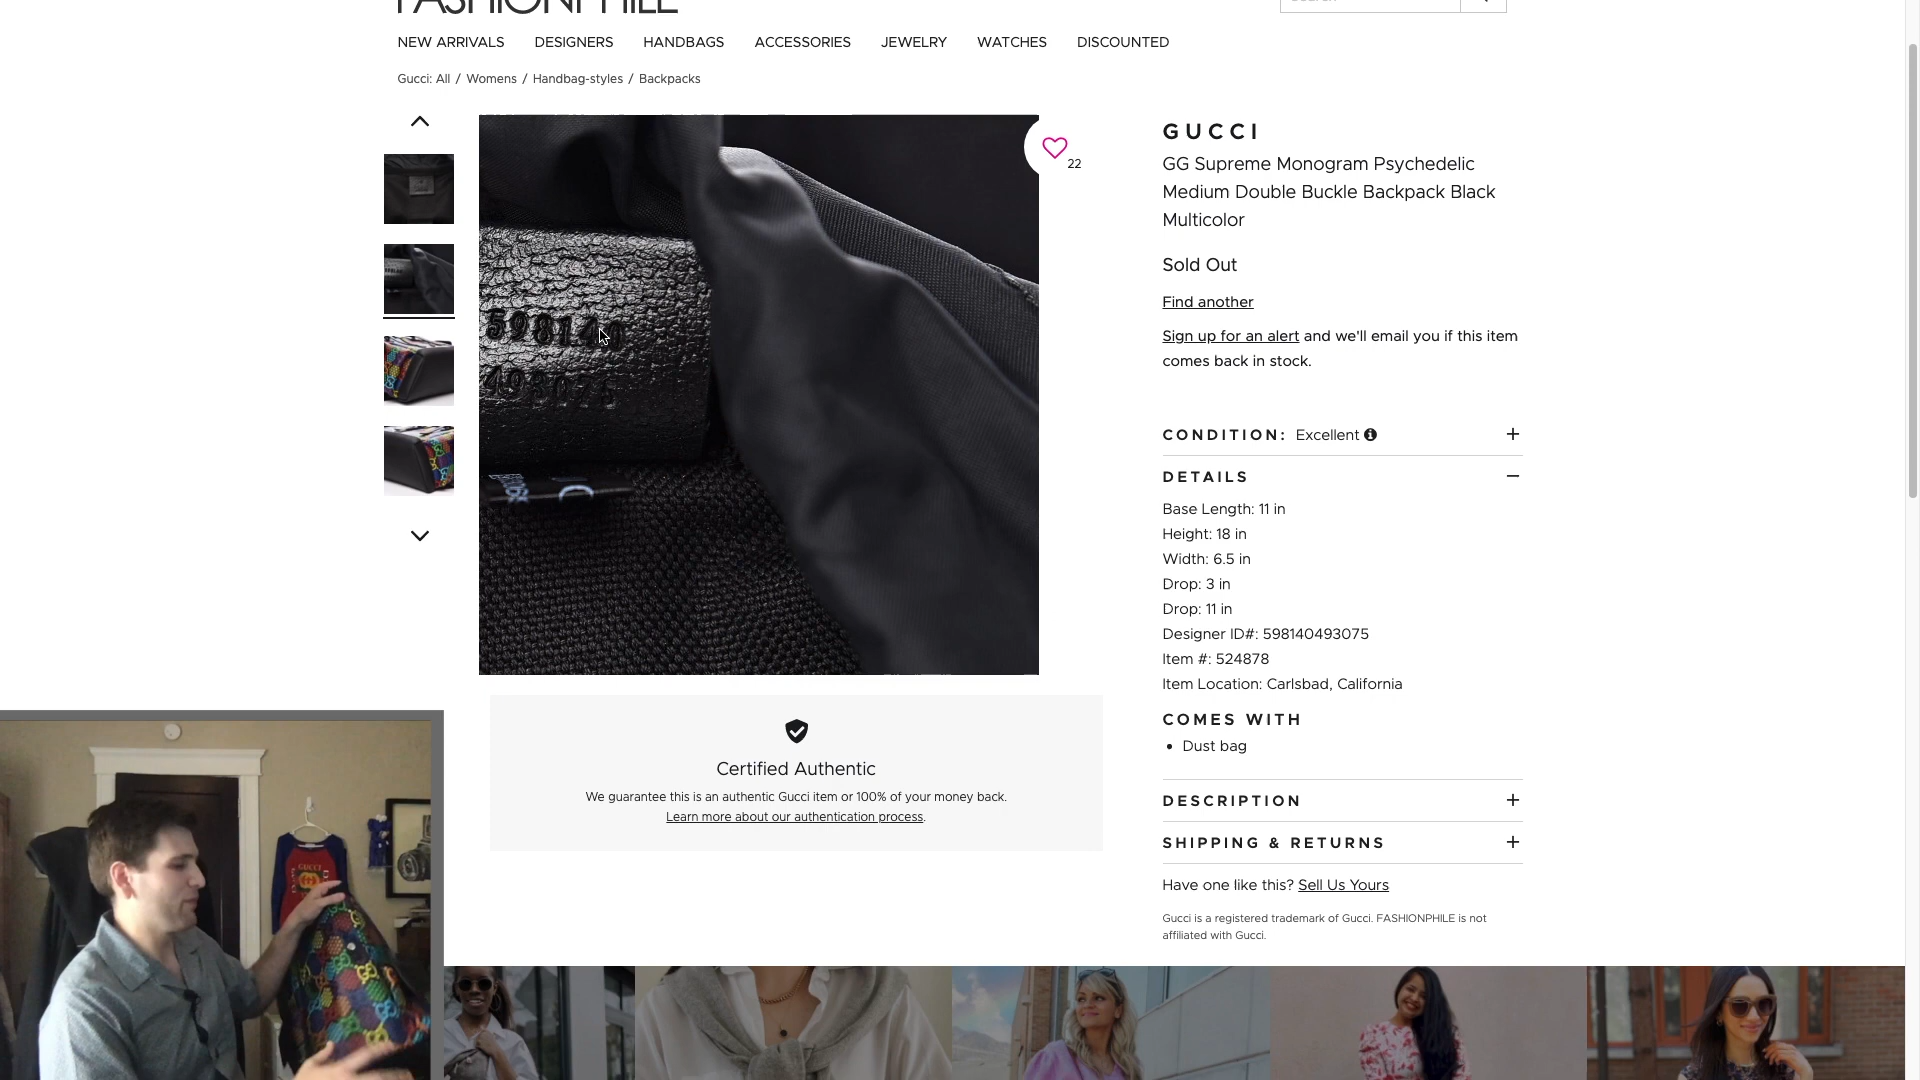 FASHIONPHILE
NEW ARRIVALS DESIGNERS HANDBAGS ACCESSORIES JEWELRY WATCHES DISCOUNTED
Gucci: All / Womens / Handbag-styles / Backpacks
22
GUCCI
GG Supreme Monogram Psychedelic
Medium Double Buckle Backpack Black
Multicolor
Sold Out
Find another
Sign up for an alert and we'll email you if this item
comes back in stock.
598140
493075
CONDITION: Excellent
DETAILS
Base Length: 11 in
Height: 18 in
Width: 6.5 in
Drop: 3 in
Drop: 11 in
Designer ID#: 598140493075
Item #: 524878
Item Location: Carlsbad, California
COMES WITH
• Dust bag
Certified Authentic
We guarantee this is an authentic Gucci item or 100% of your money back.
Learn more about our authentication process.
DESCRIPTION
SHIPPING & RETURNS
Have one like this? Sell Us Yours
Gucci is a registered trademark of Gucci. FASHIONPHILE is not
affiliated with Gucci.
GUCCI